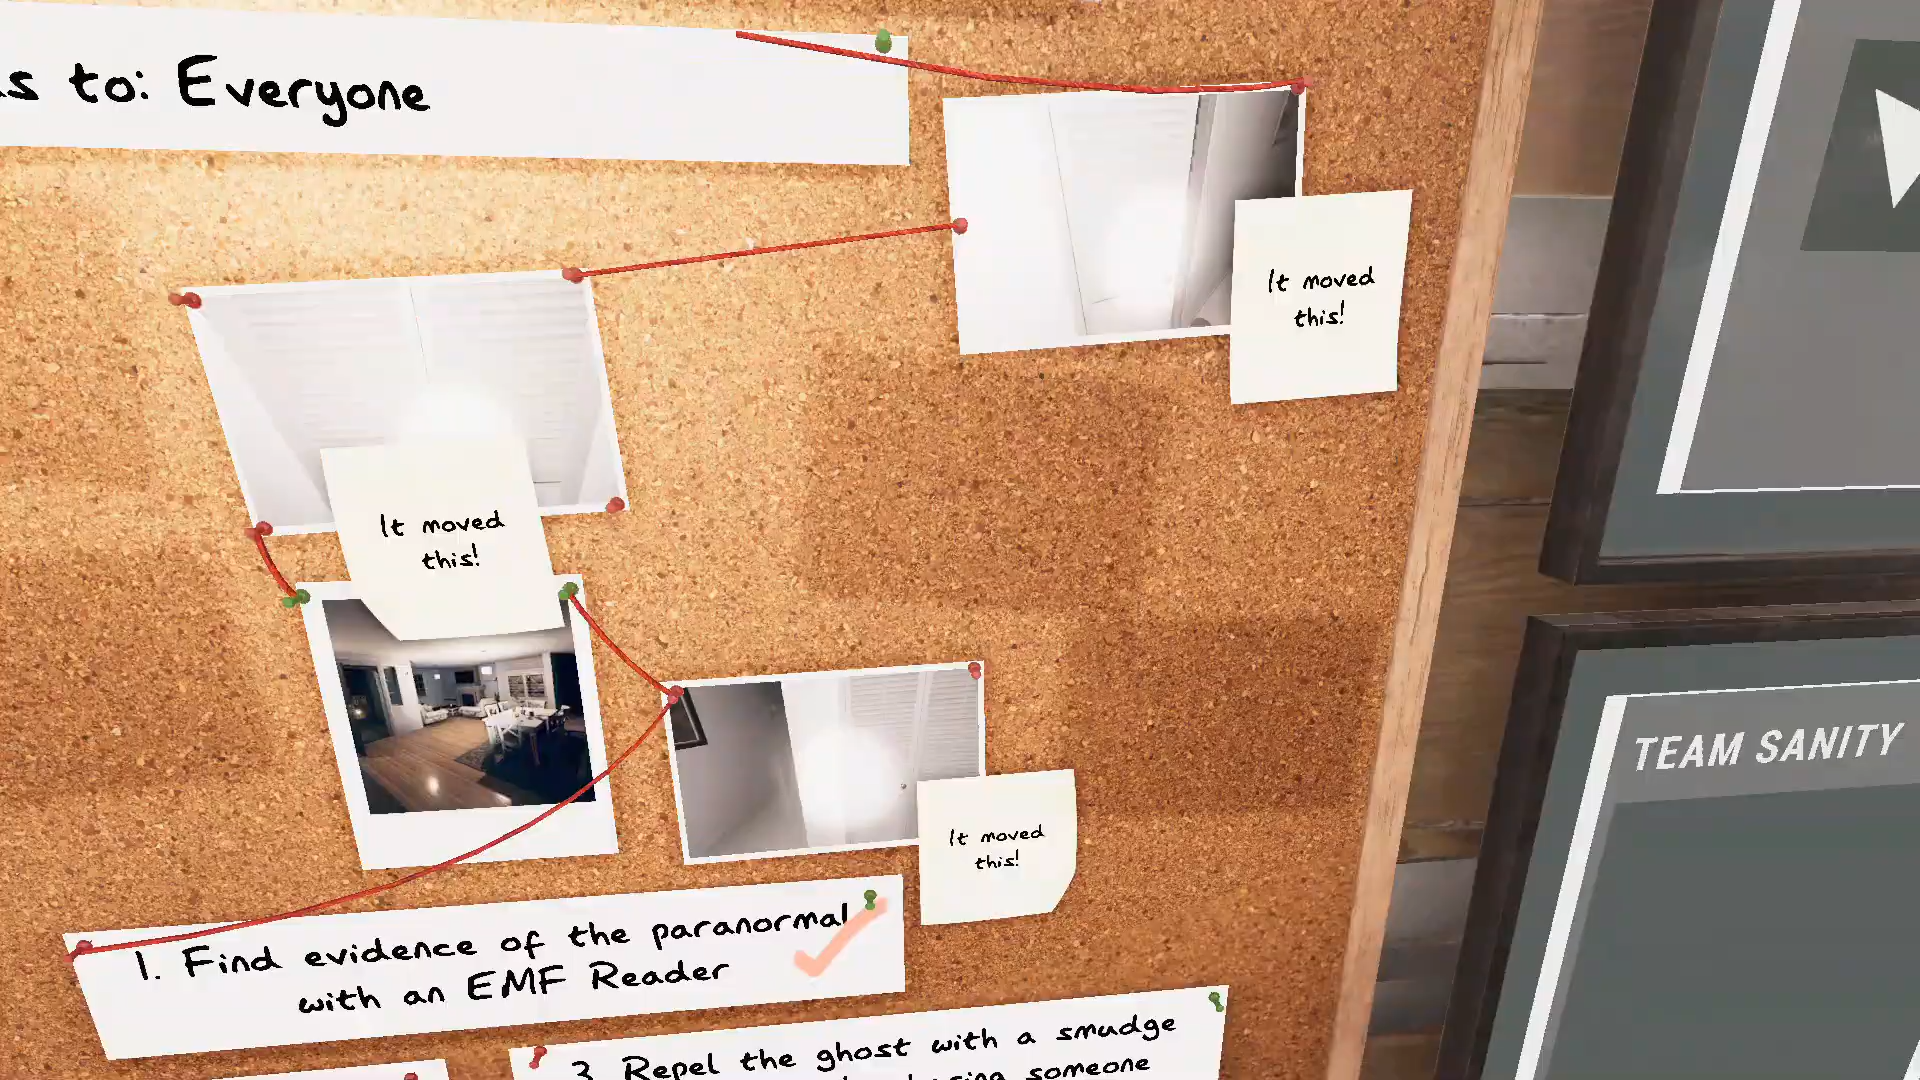 to: Everyone
It moved
this!
It moved
this!
It moved
this!
TEAM SANITY
1. Find evidence of the paranormal
with an EMF Reader
3. Repel the ghost with a smudge
someone